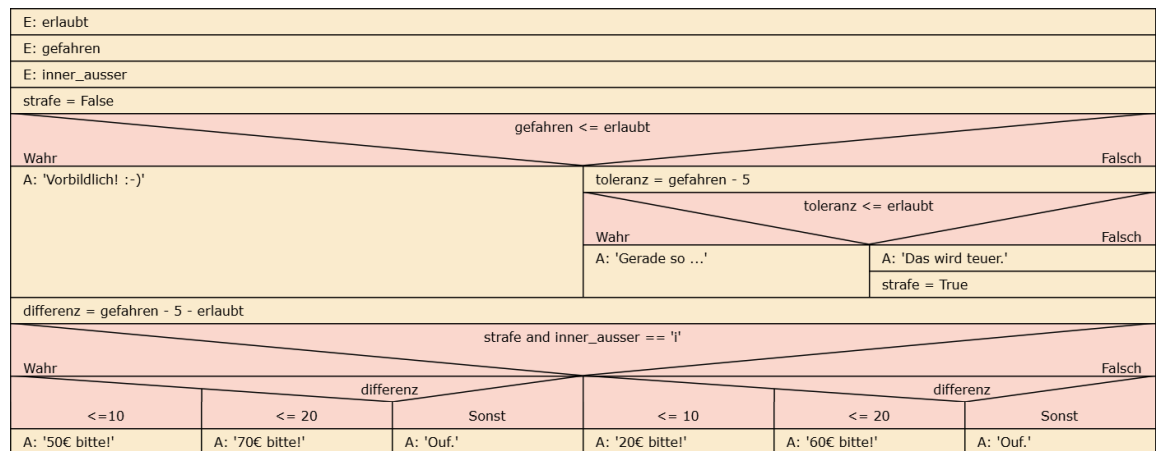 E: erlaubt
E: gefahren
E: inner_ausser
strafe = False
gefahren <= erlaubt
Wahr
Falsch
A: 'Vorbildlich! :-)'
toleranz = gefahren - 5
toleranz <= erlaubt
Wahr
Falsch
A: 'Gerade so ...'
A: 'Das wird teuer.'
strafe = True
differenz = gefahren - 5 - erlaubt
strafe and inner_ausser == 'i'
Wahr
Falsch
differenz
differenz
<=10
<= 20
Sonst
<= 10
<= 20
Sonst
A: '50€ bitte!'
A: '70€ bitte!'
A: 'Ouf.'
A: '20€ bitte!'
A: '60€ bitte!'
A: 'Ouf.'